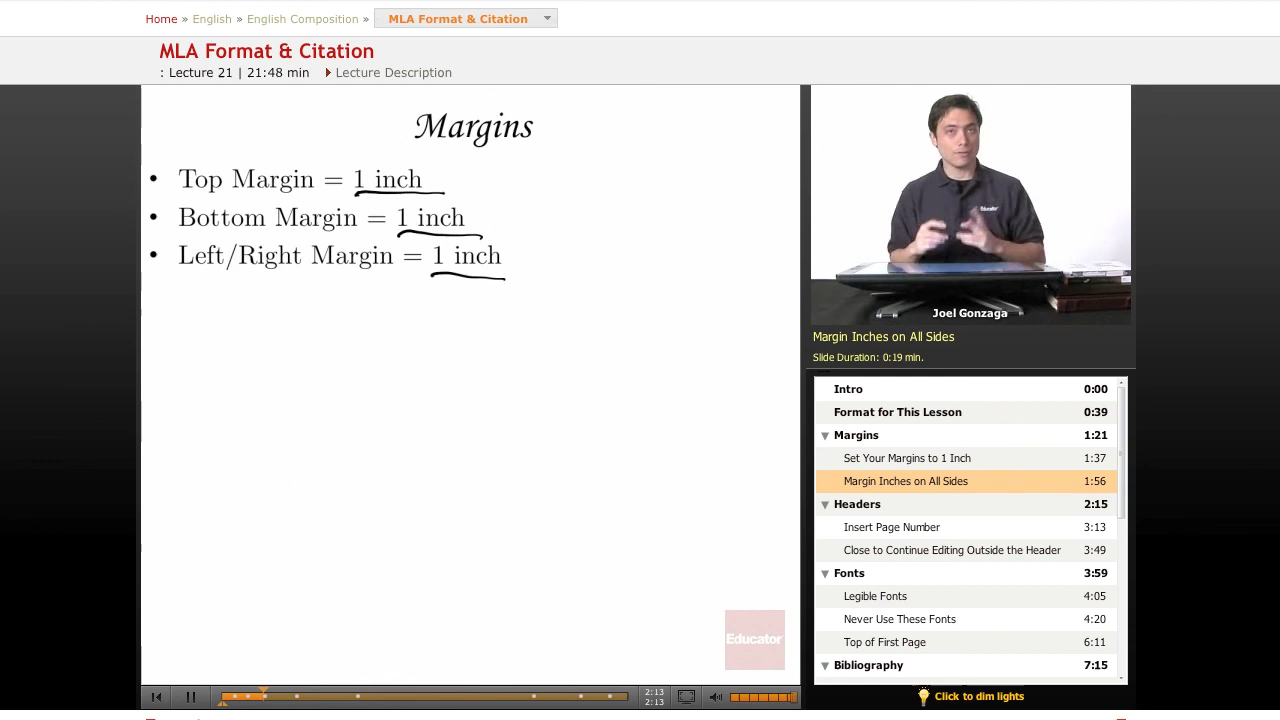 Home » English » English Composition » MLA Format & Citation
MLA Format & Citation
: Lecture 21 | 21:48 min Lecture Description
Margins
• Top Margin = 1 inch
• Bottom Margin = 1 inch
• Left/Right Margin = 1 inch
Educator
Educator
Joel Gonzaga
Margin Inches on All Sides
Slide Duration: 0:19 min.
Intro 0:00
Format for This Lesson 0:39
Margins 1:21
Set Your Margins to 1 Inch 1:37
Margin Inches on All Sides 1:56
Headers 2:15
Insert Page Number 3:13
Close to Continue Editing Outside the Header 3:49
Fonts 3:59
Legible Fonts 4:05
Never Use These Fonts 4:20
Top of First Page 6:11
Bibliography 7:15
2:13
2:13
Click to dim lights